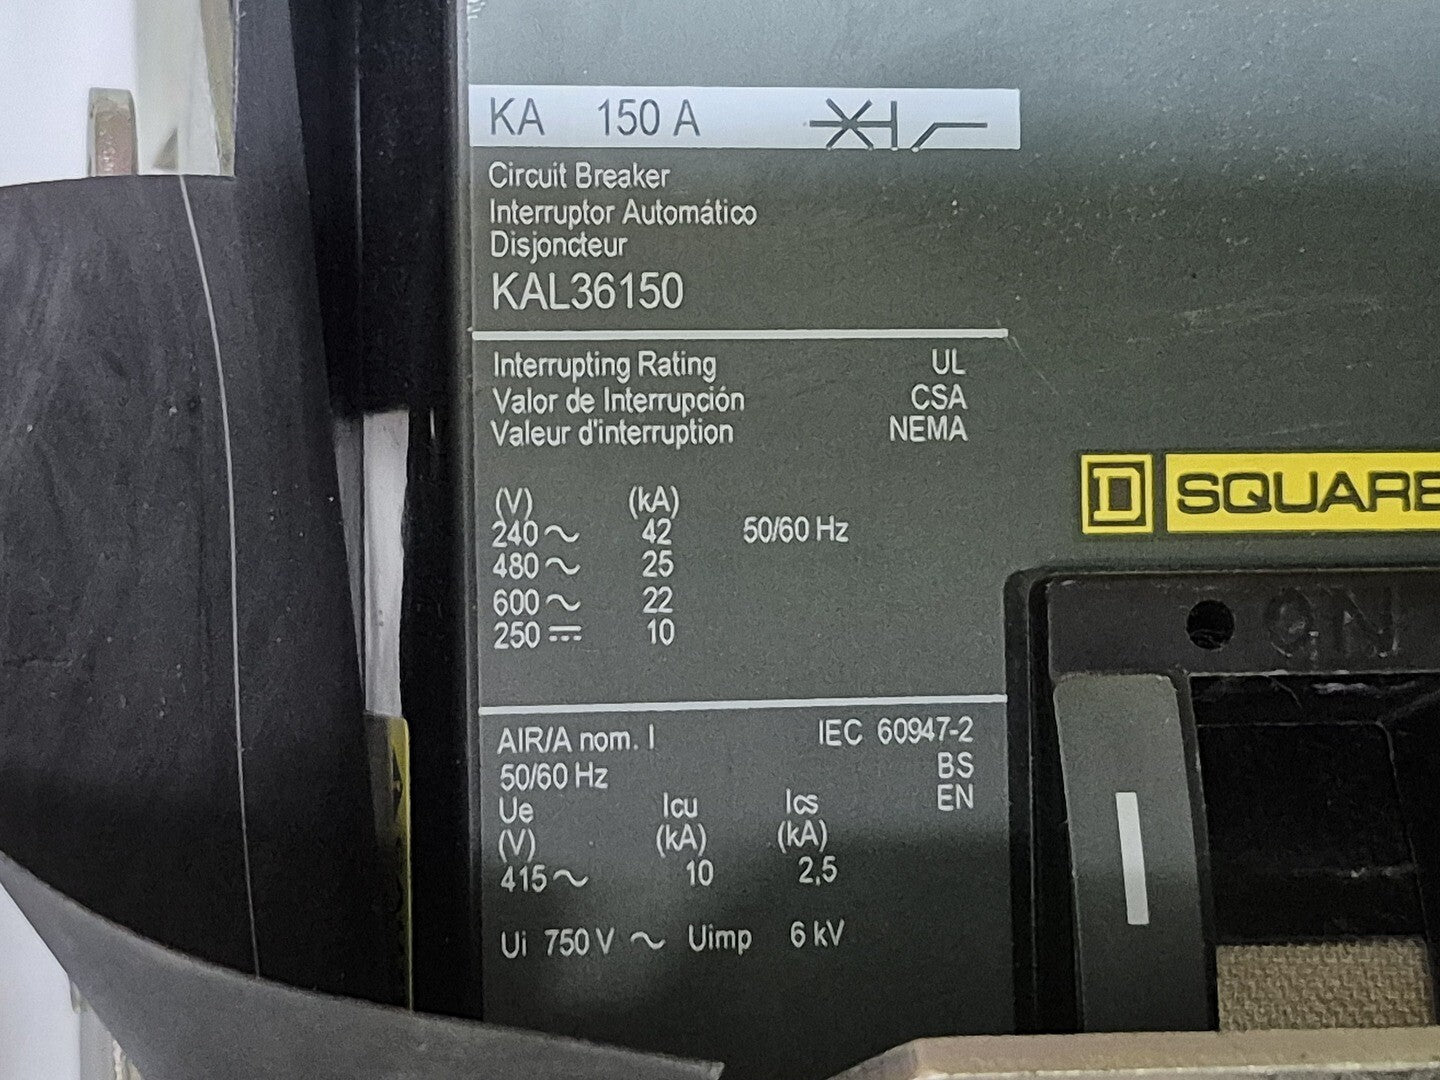 KA 150 A
Circuit Breaker
Interruptor Automático
Disjoncteur
KAL36150
Interrupting Rating UL
Valor de Interrupción CSA
Valeur d'interruption NEMA
(V) (kA)
240 ~ 42 50/60 Hz
480 ~ 25
600 ~ 22
250 ⎓ 10
SQUARE
ON
AIR/A nom. I IEC 60947-2
50/60 Hz BS
Ue Icu Ics EN
(V) (kA) (kA)
415 ~ 10 2,5
Ui 750 V ~ Uimp 6 kV
D
I